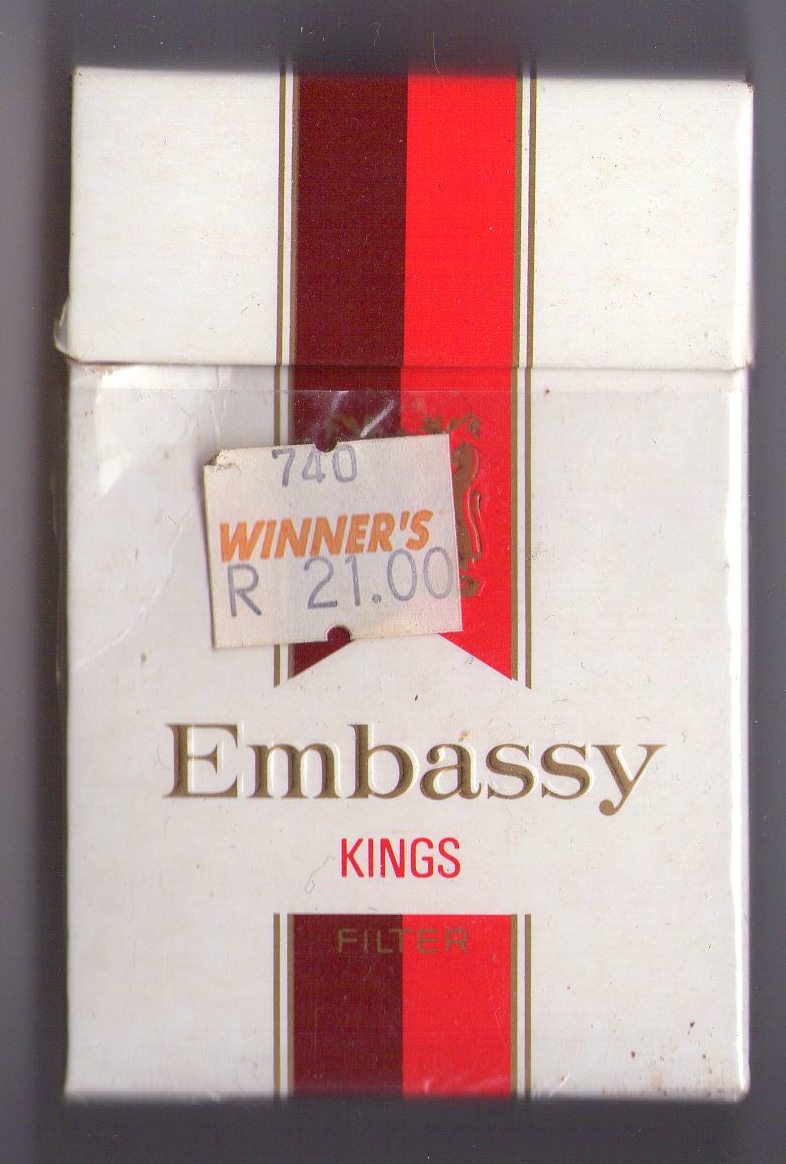 740
WINNER'S
R 21.00
Embassy
KINGS
FILTER